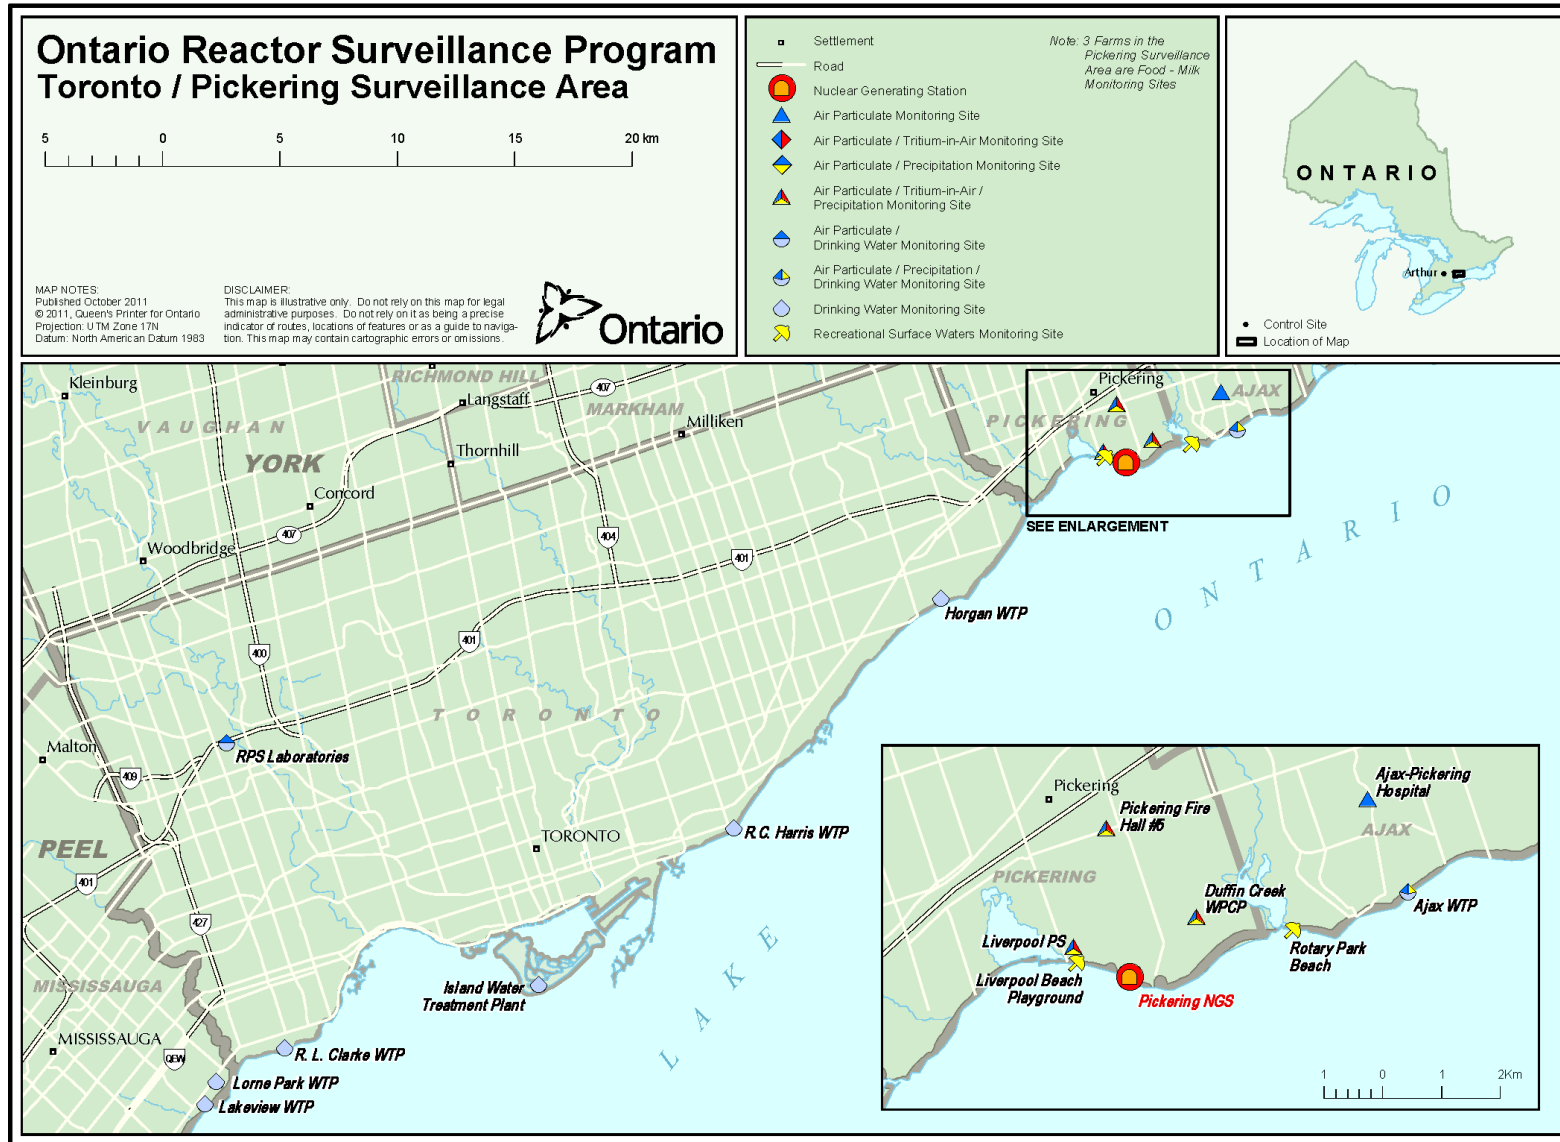 Ontario Reactor Surveillance Program
Toronto / Pickering Surveillance Area
5 0 5 10 15 20 km
MAP NOTES:
Published October 2011
© 2011, Queen's Printer for Ontario
Projection: UTM Zone 17N
Datum: North American Datum 1983
DISCLAIMER:
This map is illustrative only. Do not rely on this map for legal
administrative purposes. Do not rely on it as being a precise
indicator of routes, locations of features or as a guide to naviga-
tion. This map may contain cartographic errors or omissions.
Ontario
Settlement
Road
Nuclear Generating Station
Air Particulate Monitoring Site
Air Particulate / Tritium-in-Air Monitoring Site
Air Particulate / Precipitation Monitoring Site
Air Particulate / Tritium-in-Air /
Precipitation Monitoring Site
Air Particulate /
Drinking Water Monitoring Site
Air Particulate / Precipitation /
Drinking Water Monitoring Site
Drinking Water Monitoring Site
Recreational Surface Waters Monitoring Site
Note: 3 Farms in the
Pickering Surveillance
Area are Food - Milk
Monitoring Sites
ONTARIO
Arthur
Control Site
Location of Map
Kleinburg
RICHMOND HILL
407
Langstaff
MARKHAM
Milliken
VAUGHAN
YORK
Thornhill
Concord
407
Woodbridge
404
401
Pickering
AJAX
PICKERING
SEE ENLARGEMENT
LAKE ONTARIO
Horgan WTP
401
400
TORONTO
Malton
RPS Laboratories
409
TORONTO
R.C. Harris WTP
PEEL
401
427
MISSISSAUGA
Island Water
Treatment Plant
MISSISSAUGA
QEW
R. L. Clarke WTP
Lorne Park WTP
Lakeview WTP
Pickering
Pickering Fire
Hall #5
Ajax-Pickering
Hospital
AJAX
PICKERING
Duffin Creek
WPCP
Ajax WTP
Liverpool PS
Rotary Park
Beach
Liverpool Beach
Playground
Pickering NGS
1 0 1 2Km